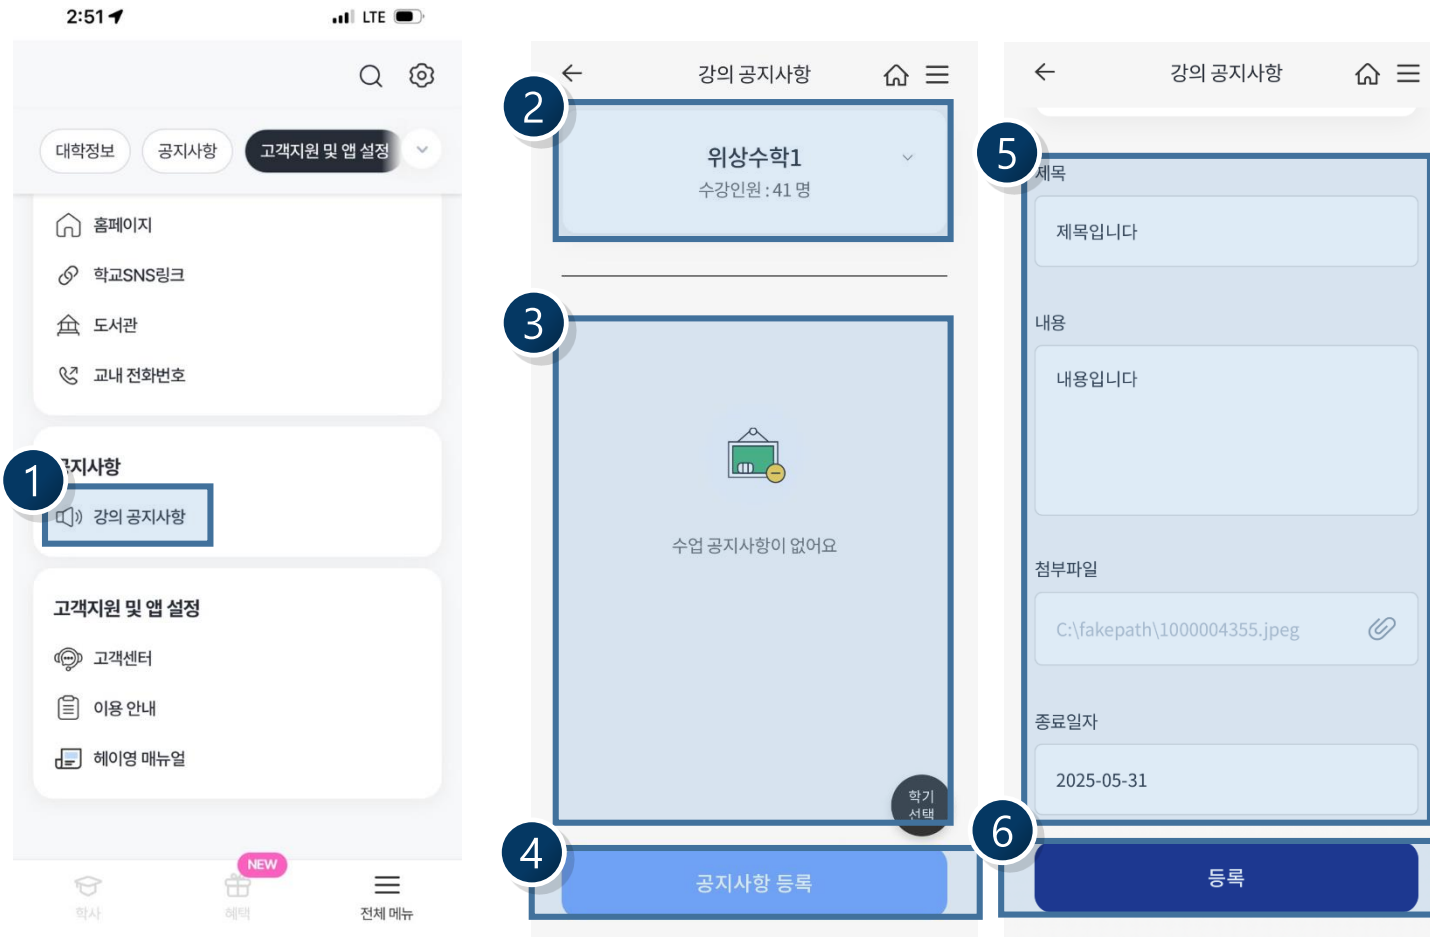 2:51
LTE
대학정보
공지사항
고객지원 및 앱 설정
홈페이지
학교SNS링크
도서관
교내 전화번호
1
공지사항
강의 공지사항
고객지원 및 앱 설정
고객센터
이용 안내
헤이영 매뉴얼
NEW
학사
혜택
전체 메뉴
강의 공지사항
2
위상수학1
수강인원 : 41 명
3
수업 공지사항이 없어요
학기
선택
4
공지사항 등록
강의 공지사항
5
제목
제목입니다
내용
내용입니다
첨부파일
C:\fakepath\1000004355.jpeg
종료일자
2025-05-31
6
등록